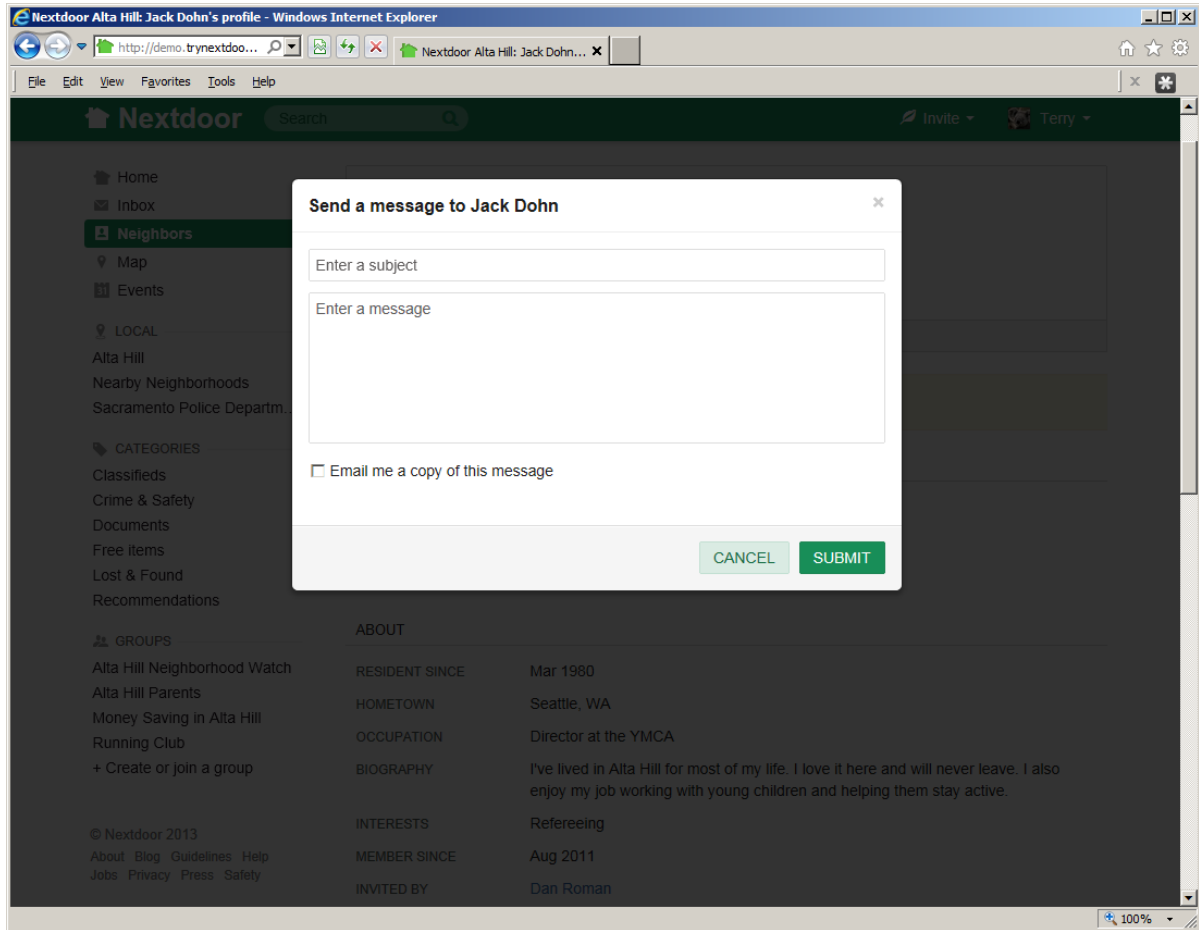 Nextdoor Alta Hill: Jack Dohn's profile - Windows Internet Explorer
http://demo.trynextdoo...
Nextdoor Alta Hill: Jack Dohn...
File Edit View Favorites Tools Help
Nextdoor Search Invite Terry
Home
Inbox
Neighbors
Map
31 Events
LOCAL
Alta Hill
Nearby Neighborhoods
Sacramento Police Departm...
CATEGORIES
Classifieds
Crime & Safety
Documents
Free items
Lost & Found
Recommendations
GROUPS
Alta Hill Neighborhood Watch
Alta Hill Parents
Money Saving in Alta Hill
Running Club
+ Create or join a group
© Nextdoor 2013
About Blog Guidelines Help
Jobs Privacy Press Safety
Send a message to Jack Dohn
Enter a subject
Enter a message
Email me a copy of this message
CANCEL SUBMIT
ABOUT
RESIDENT SINCE Mar 1980
HOMETOWN Seattle, WA
OCCUPATION Director at the YMCA
BIOGRAPHY I've lived in Alta Hill for most of my life. I love it here and will never leave. I also
enjoy my job working with young children and helping them stay active.
INTERESTS Refereeing
MEMBER SINCE Aug 2011
INVITED BY Dan Roman
100%